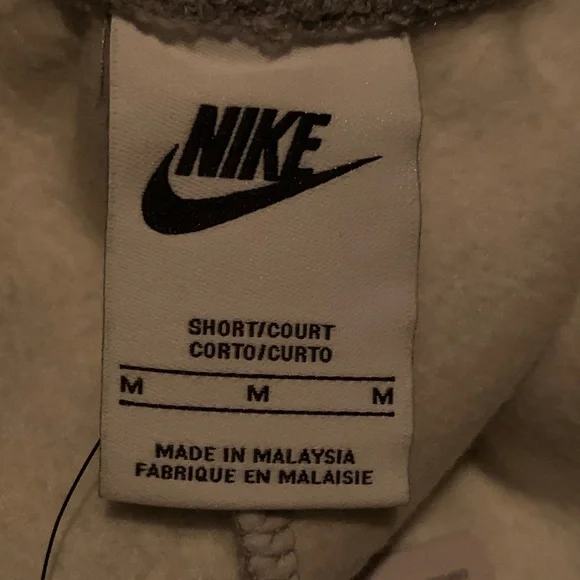 NIKE
SHORT/COURT
CORTO/CURTO
M M M
MADE IN MALAYSIA
FABRIQUE EN MALAISIE